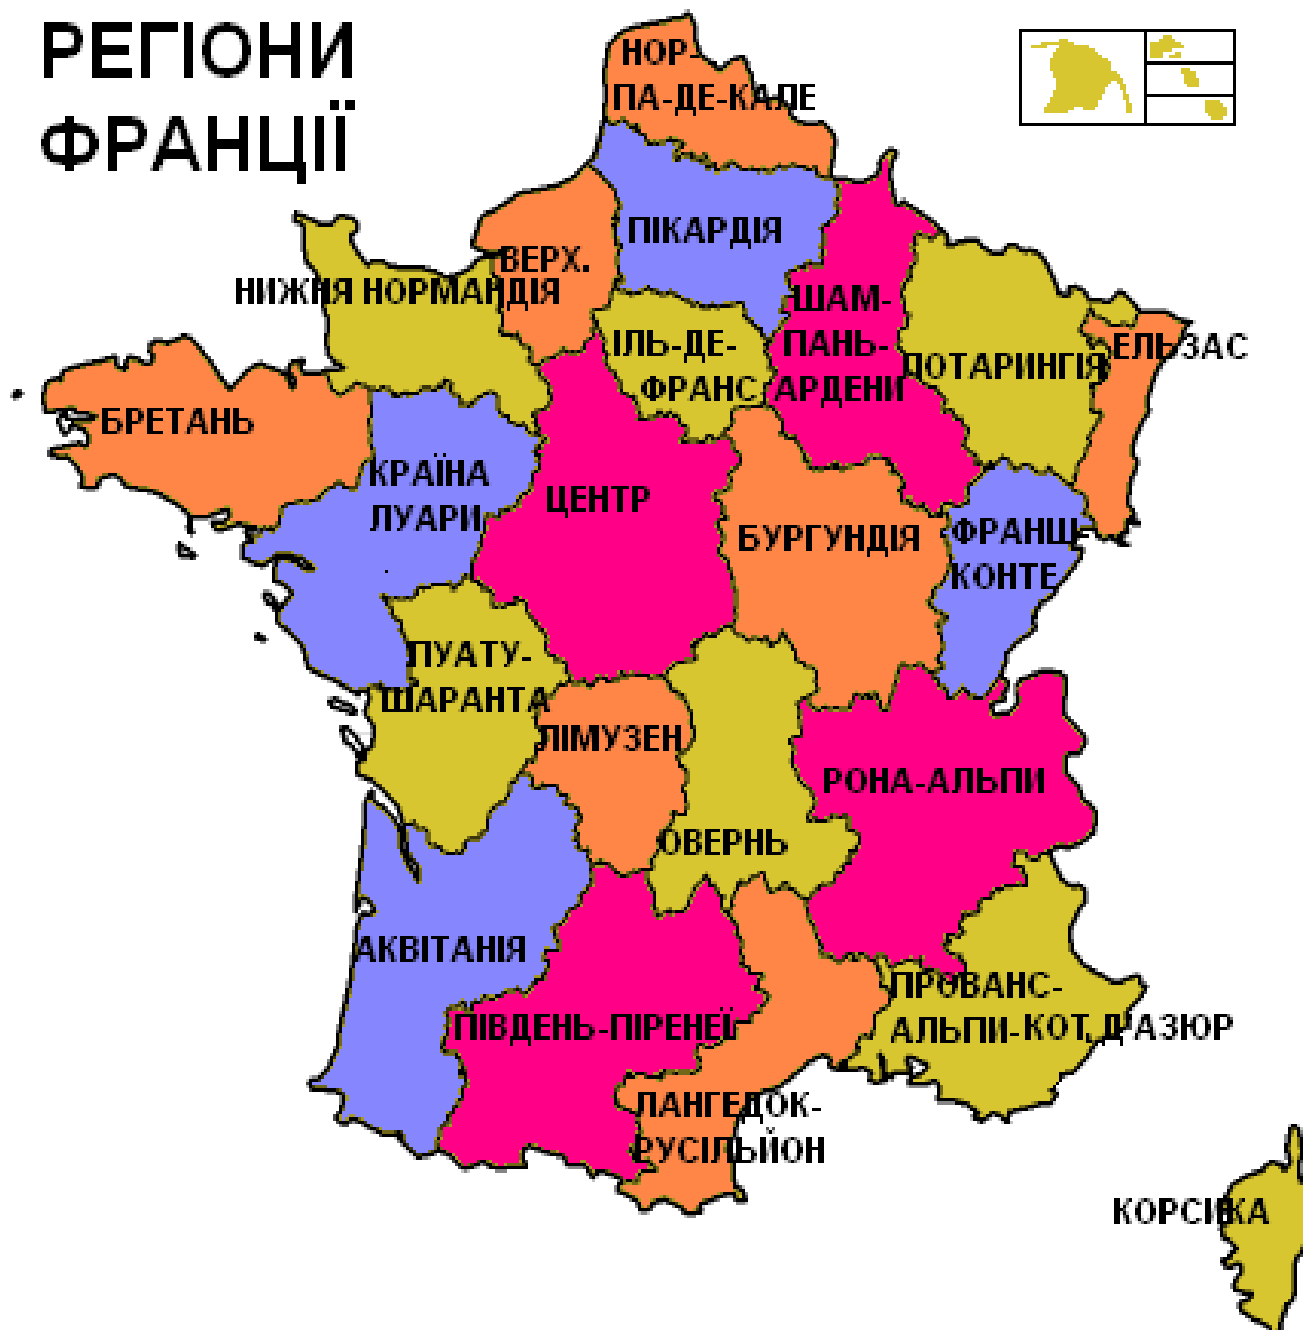 РЕГІОНИ
ФРАНЦІЇ
НОР-
ПА-ДЕ-КАЛЕ
ПІКАРДІЯ
ВЕРХ.
НИЖНЯ НОРМАНДІЯ
ІЛЬ-ДЕ-
ФРАНС
ШАМ-
ПАНЬ-
АРДЕНИ
ЛОТАРИНГІЯ
ЕЛЬЗАС
БРЕТАНЬ
КРАЇНА
ЛУАРИ
ЦЕНТР
БУРГУНДІЯ
ФРАНШ-
КОНТЕ
ПУАТУ-
ШАРАНТА
ЛІМУЗЕН
ОВЕРНЬ
РОНА-АЛЬПИ
АКВІТАНІЯ
ПІВДЕНЬ-ПІРЕНЕЇ
ПРОВАНС-
АЛЬПИ-КОТ Д'АЗЮР
ЛАНГЕДОК-
РУСІЛЬЙОН
КОРСИКА